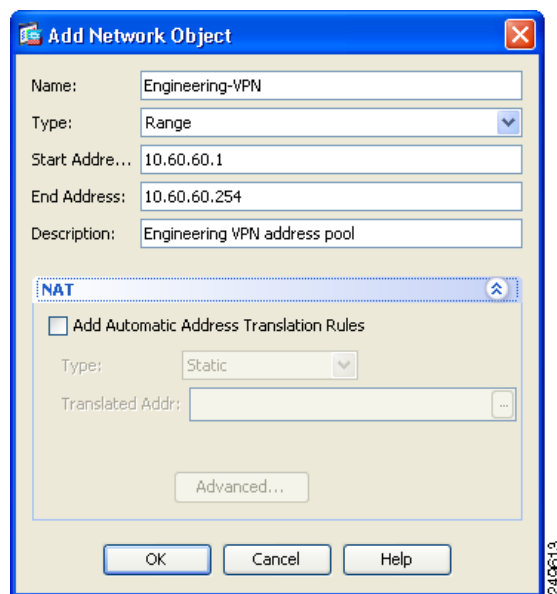 Add Network Object
Name: Engineering-VPN
Type: Range
Start Addre... 10.60.60.1
End Address: 10.60.60.254
Description: Engineering VPN address pool
NAT
Add Automatic Address Translation Rules
Type: Static
Translated Addr: ...
Advanced...
OK Cancel Help
249613